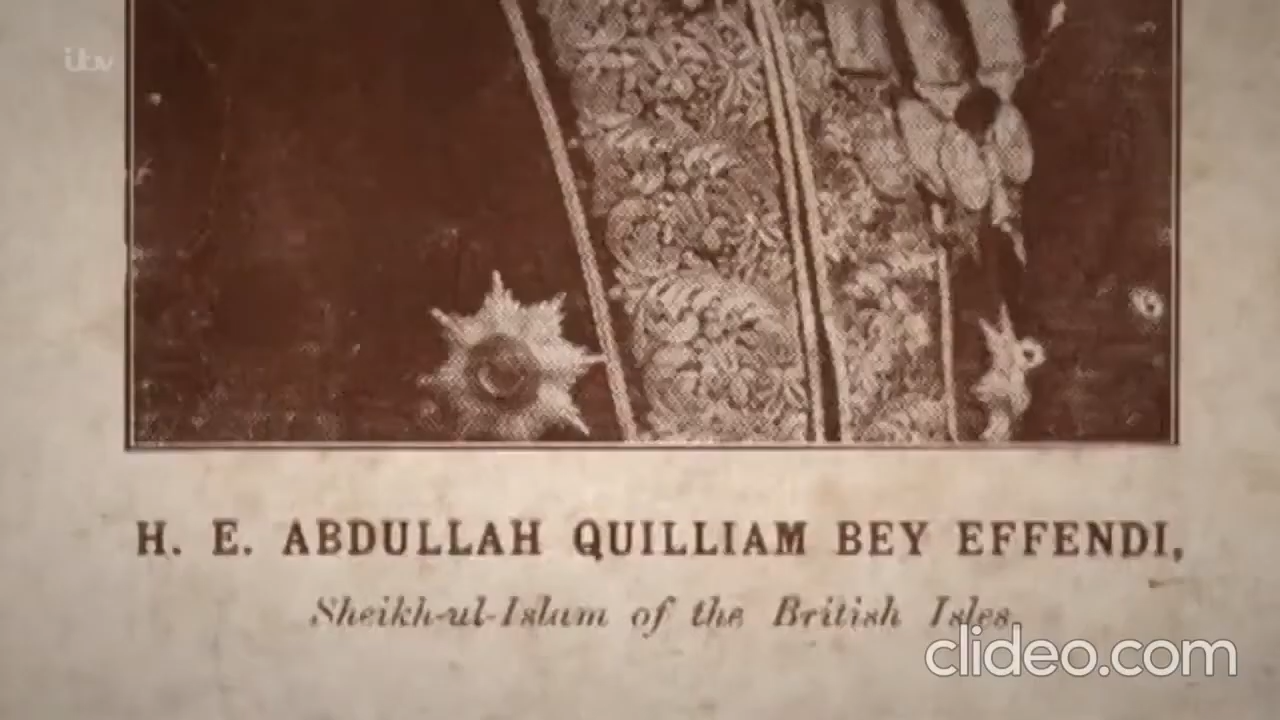 itv
H. E. ABDULLAH QUILLIAM BEY EFFENDI,
Sheikh-ul-Islam of the British Isles
clideo.com